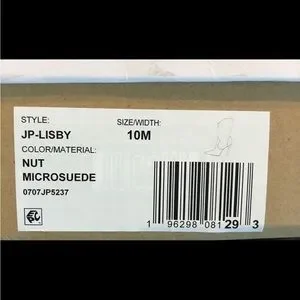 STYLE: SIZE/WIDTH:
JP-LISBY 10M
COLOR/MATERIAL:
NUT
MICROSUEDE
0707JP5237
1 96298 08129 3